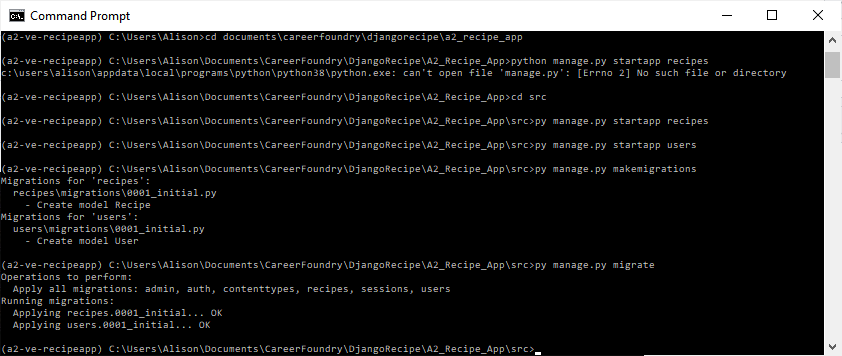 Command Prompt
(a2-ve-recipeapp) C:\Users\Alison>cd documents\careerfoundry\djangorecipe\a2_recipe_app
(a2-ve-recipeapp) C:\Users\Alison\Documents\CareerFoundry\DjangoRecipe\A2_Recipe_App>python manage.py startapp recipes
c:\users\alison\appdata\local\programs\python\python38\python.exe: can't open file 'manage.py': [Errno 2] No such file or directory
(a2-ve-recipeapp) C:\Users\Alison\Documents\CareerFoundry\DjangoRecipe\A2_Recipe_App>cd src
(a2-ve-recipeapp) C:\Users\Alison\Documents\CareerFoundry\DjangoRecipe\A2_Recipe_App\src>py manage.py startapp recipes
(a2-ve-recipeapp) C:\Users\Alison\Documents\CareerFoundry\DjangoRecipe\A2_Recipe_App\src>py manage.py startapp users
(a2-ve-recipeapp) C:\Users\Alison\Documents\CareerFoundry\DjangoRecipe\A2_Recipe_App\src>py manage.py makemigrations
Migrations for 'recipes':
  recipes\migrations\0001_initial.py
    - Create model Recipe
Migrations for 'users':
  users\migrations\0001_initial.py
    - Create model User
(a2-ve-recipeapp) C:\Users\Alison\Documents\CareerFoundry\DjangoRecipe\A2_Recipe_App\src>py manage.py migrate
Operations to perform:
  Apply all migrations: admin, auth, contenttypes, recipes, sessions, users
Running migrations:
  Applying recipes.0001_initial... OK
  Applying users.0001_initial... OK
(a2-ve-recipeapp) C:\Users\Alison\Documents\CareerFoundry\DjangoRecipe\A2_Recipe_App\src>